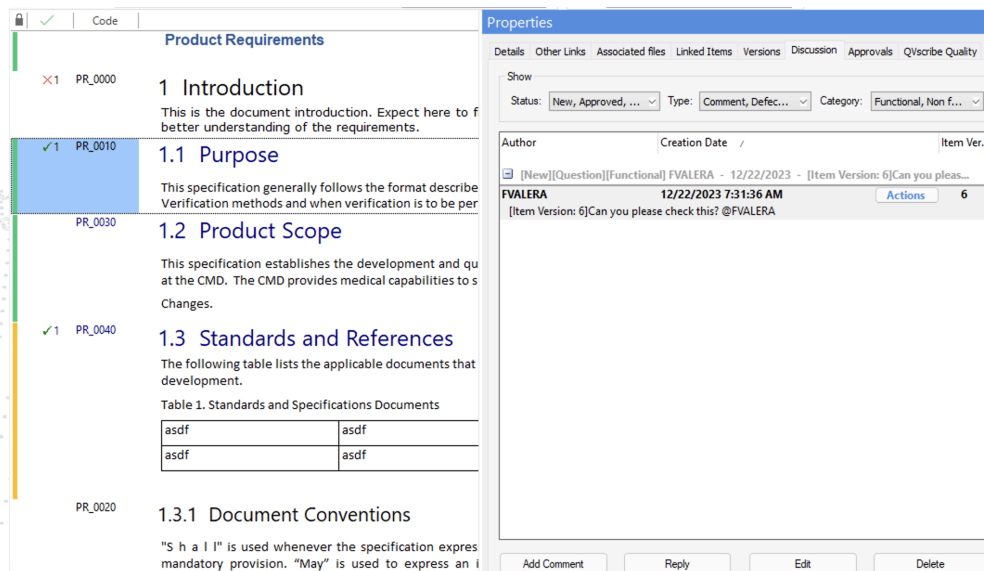 Code
Product Requirements
1 PR_0000
1 Introduction
This is the document introduction. Expect here to f
better understanding of the requirements.
1 PR_0010
1.1 Purpose
This specification generally follows the format describe
Verification methods and when verification is to be per
PR_0030
1.2 Product Scope
This specification establishes the development and qu
at the CMD. The CMD provides medical capabilities to s
Changes.
1 PR_0040
1.3 Standards and References
The following table lists the applicable documents that
development.
Table 1. Standards and Specifications Documents
asdf asdf
asdf asdf
PR_0020
1.3.1 Document Conventions
"S h a l l" is used whenever the specification expres
mandatory provision. “May” is used to express an i
Properties
Details Other Links Associated files Linked Items Versions Discussion Approvals QVscribe Quality
Show
Status: New, Approved, ... Type: Comment, Defec... Category: Functional, Non f...
Author Creation Date Item Ver.
[New][Question][Functional] FVALERA - 12/22/2023 - [Item Version: 6]Can you pleas...
FVALERA 12/22/2023 7:31:36 AM Actions 6
[Item Version: 6]Can you please check this? @FVALERA
Add Comment Reply Edit Delete